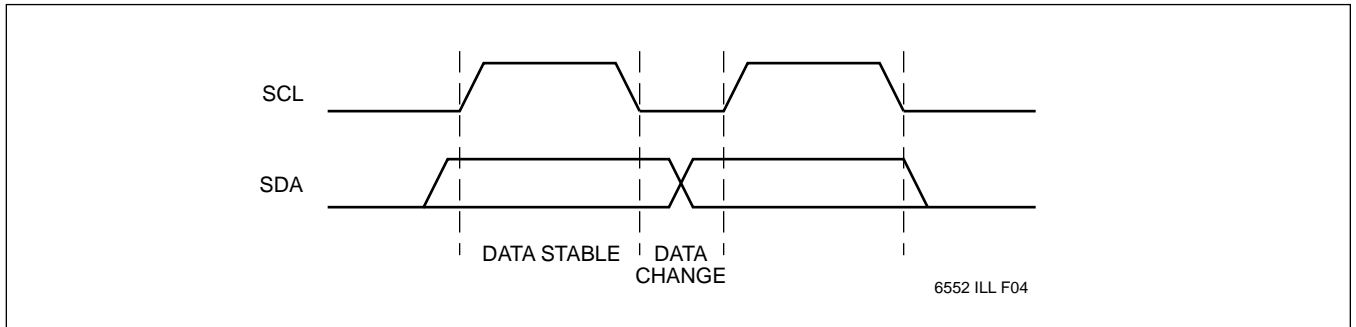 SCL
SDA
DATA STABLE
DATA
CHANGE
6552 ILL F04